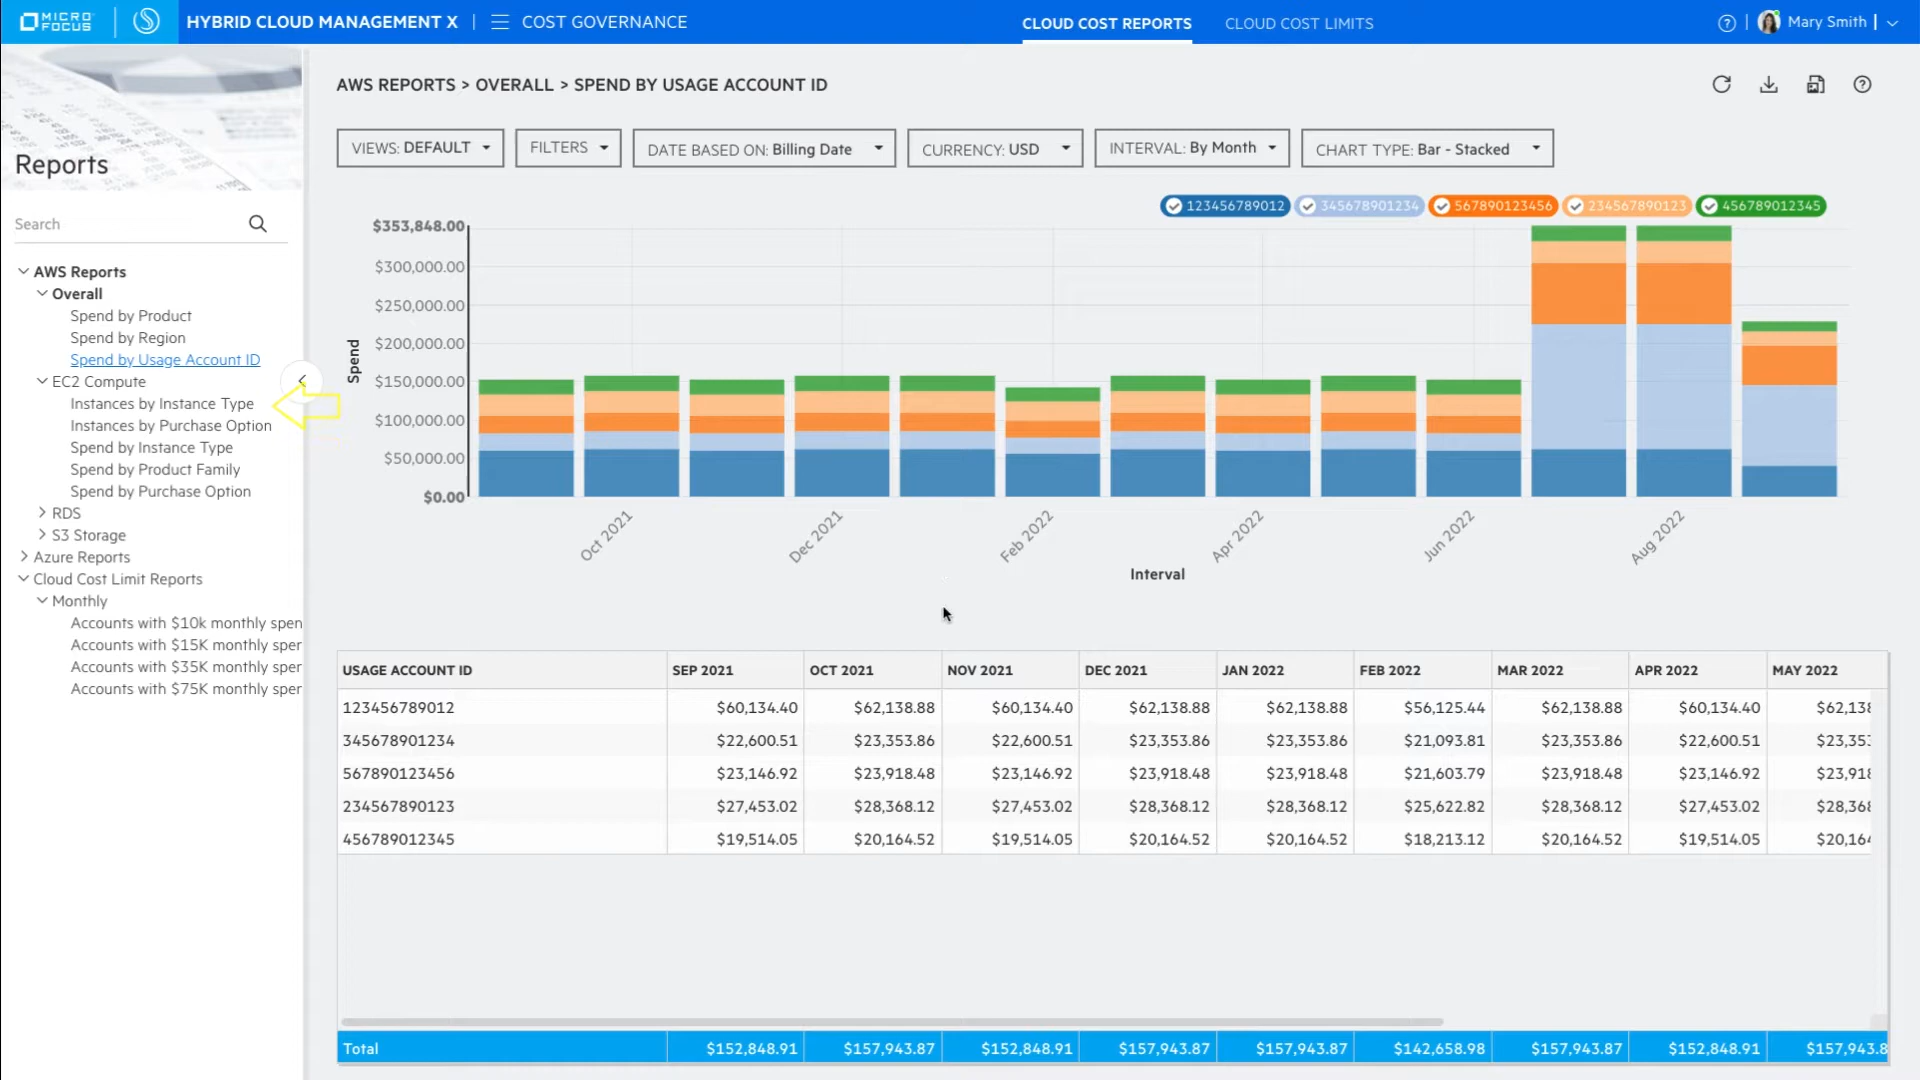 MICRO FOCUS
HYBRID CLOUD MANAGEMENT X | COST GOVERNANCE
CLOUD COST REPORTS
CLOUD COST LIMITS
Mary Smith
Reports
Search
AWS Reports
Overall
Spend by Product
Spend by Region
Spend by Usage Account ID
EC2 Compute
Instances by Instance Type
Instances by Purchase Option
Spend by Instance Type
Spend by Product Family
Spend by Purchase Option
RDS
S3 Storage
Azure Reports
Cloud Cost Limit Reports
Monthly
Accounts with $10k monthly spen
Accounts with $15K monthly sper
Accounts with $35K monthly sper
Accounts with $75K monthly sper
AWS REPORTS > OVERALL > SPEND BY USAGE ACCOUNT ID
VIEWS: DEFAULT
FILTERS
DATE BASED ON: Billing Date
CURRENCY: USD
INTERVAL: By Month
CHART TYPE: Bar - Stacked
123456789012 345678901234 567890123456 234567890123 456789012345
$353,848.00
$300,000.00
$250,000.00
$200,000.00
$150,000.00
$100,000.00
$50,000.00
$0.00
Spend
Oct 2021 Dec 2021 Feb 2022 Apr 2022 Jun 2022 Aug 2022
Interval
USAGE ACCOUNT ID SEP 2021 OCT 2021 NOV 2021 DEC 2021 JAN 2022 FEB 2022 MAR 2022 APR 2022 MAY 2022
123456789012 $60,134.40 $62,138.88 $60,134.40 $62,138.88 $62,138.88 $56,125.44 $62,138.88 $60,134.40 $62,138
345678901234 $22,600.51 $23,353.86 $22,600.51 $23,353.86 $23,353.86 $21,093.81 $23,353.86 $22,600.51 $23,353
567890123456 $23,146.92 $23,918.48 $23,146.92 $23,918.48 $23,918.48 $21,603.79 $23,918.48 $23,146.92 $23,918
234567890123 $27,453.02 $28,368.12 $27,453.02 $28,368.12 $28,368.12 $25,622.82 $28,368.12 $27,453.02 $28,368
456789012345 $19,514.05 $20,164.52 $19,514.05 $20,164.52 $20,164.52 $18,213.12 $20,164.52 $19,514.05 $20,164
Total $152,848.91 $157,943.87 $152,848.91 $157,943.87 $157,943.87 $142,658.98 $157,943.87 $152,848.91 $157,943.8